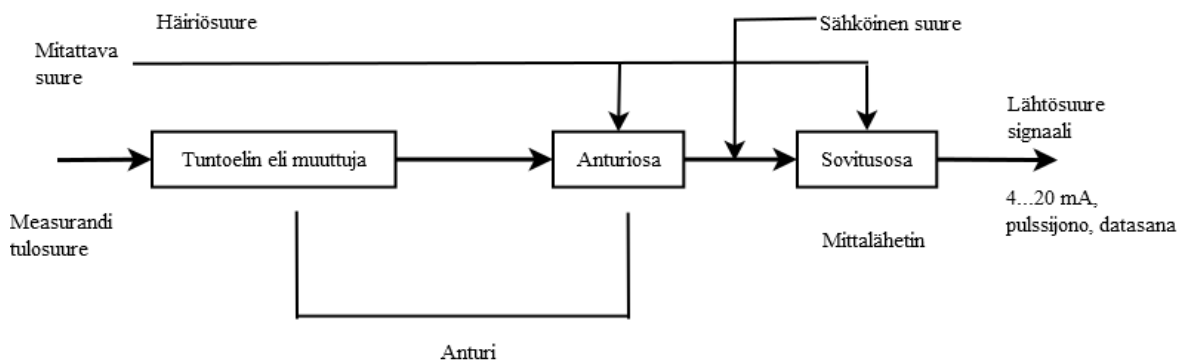 Häiriösuure
Sähköinen suure
Mitattava
suure
Lähtösuure
signaali
Tuntoelin eli muuttuja
Anturiosa
Sovitusosa
4...20 mA,
pulssijono, datasana
Measurandi
tulosuure
Mittalähetin
Anturi